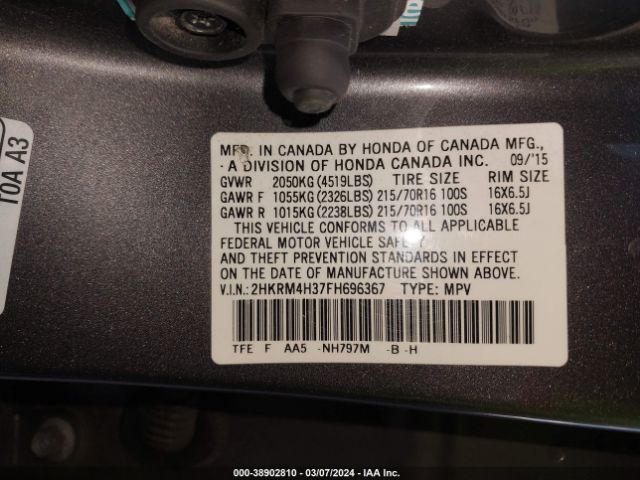 MFD. IN CANADA BY HONDA OF CANADA MFG.,
- A DIVISION OF HONDA CANADA INC. 09/'15
GVWR 2050KG (4519LBS) TIRE SIZE RIM SIZE
GAWR F 1055KG (2326LBS) 215/70R16 100S 16X6.5J
GAWR R 1015KG (2238LBS) 215/70R16 100S 16X6.5J
THIS VEHICLE CONFORMS TO ALL APPLICABLE
FEDERAL MOTOR VEHICLE SAFETY
AND THEFT PREVENTION STANDARDS IN EFFECT
ON THE DATE OF MANUFACTURE SHOWN ABOVE.
V.I.N.: 2HKRM4H37FH696367 TYPE: MPV
TFE F AA5 -NH797M -B -H
T0A A3
000-38902810 - 03/07/2024 - IAA Inc.